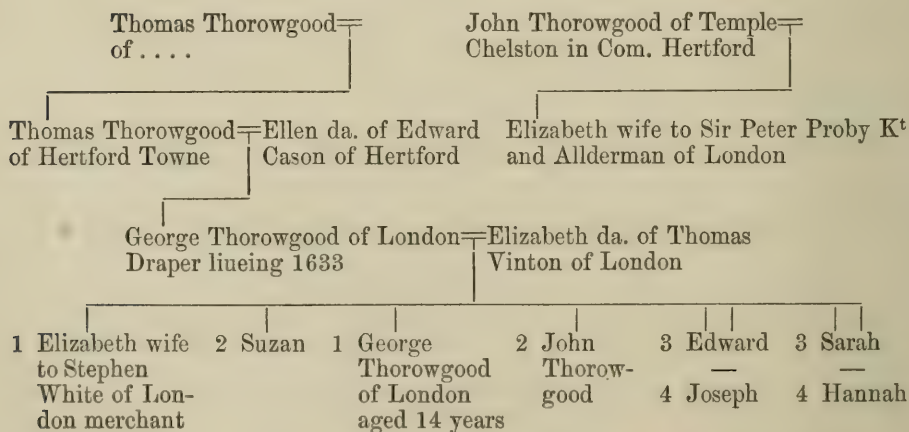 Thomas Thorowgood
of . . . .
John Thorowgood of Temple
Chelston in Com. Hertford
Thomas Thorowgood
of Hertford Towne
Ellen da. of Edward
Cason of Hertford
Elizabeth wife to Sir Peter Proby Kt
and Allderman of London
George Thorowgood of London
Draper liueing 1633
Elizabeth da. of Thomas
Vinton of London
1 Elizabeth wife
to Stephen
White of Lon-
don merchant
2 Suzan
1 George
Thorowgood
of London
aged 14 years
2 John
Thorow-
good
3 Edward
—
4 Joseph
3 Sarah
—
4 Hannah